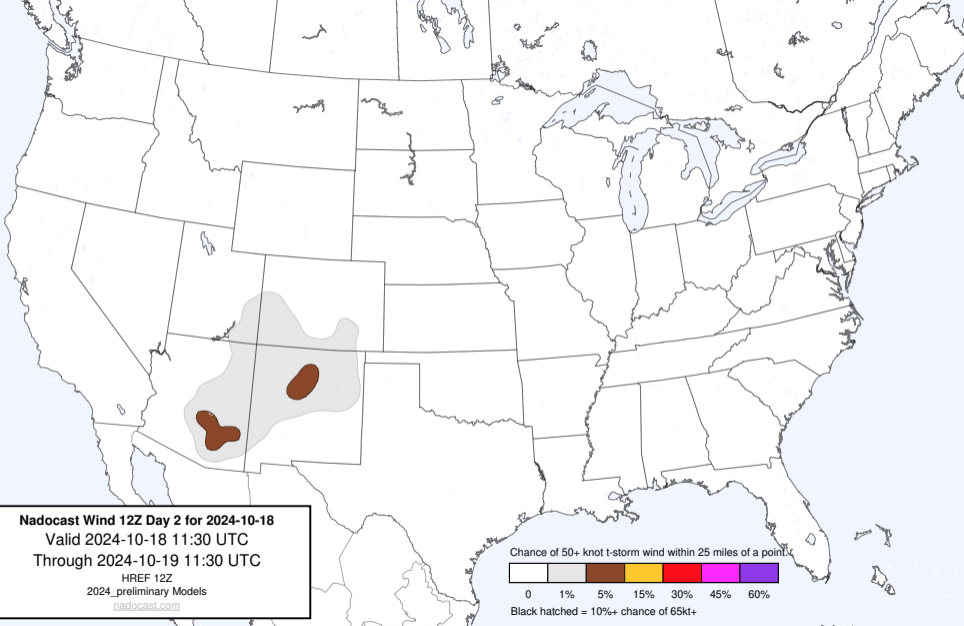 Nadocast Wind 12Z Day 2 for 2024-10-18
Valid 2024-10-18 11:30 UTC
Through 2024-10-19 11:30 UTC
HREF 12Z
2024_preliminary Models
nadocast.com
Chance of 50+ knot t-storm wind within 25 miles of a point.
0 1% 5% 15% 30% 45% 60%
Black hatched = 10%+ chance of 65kt+